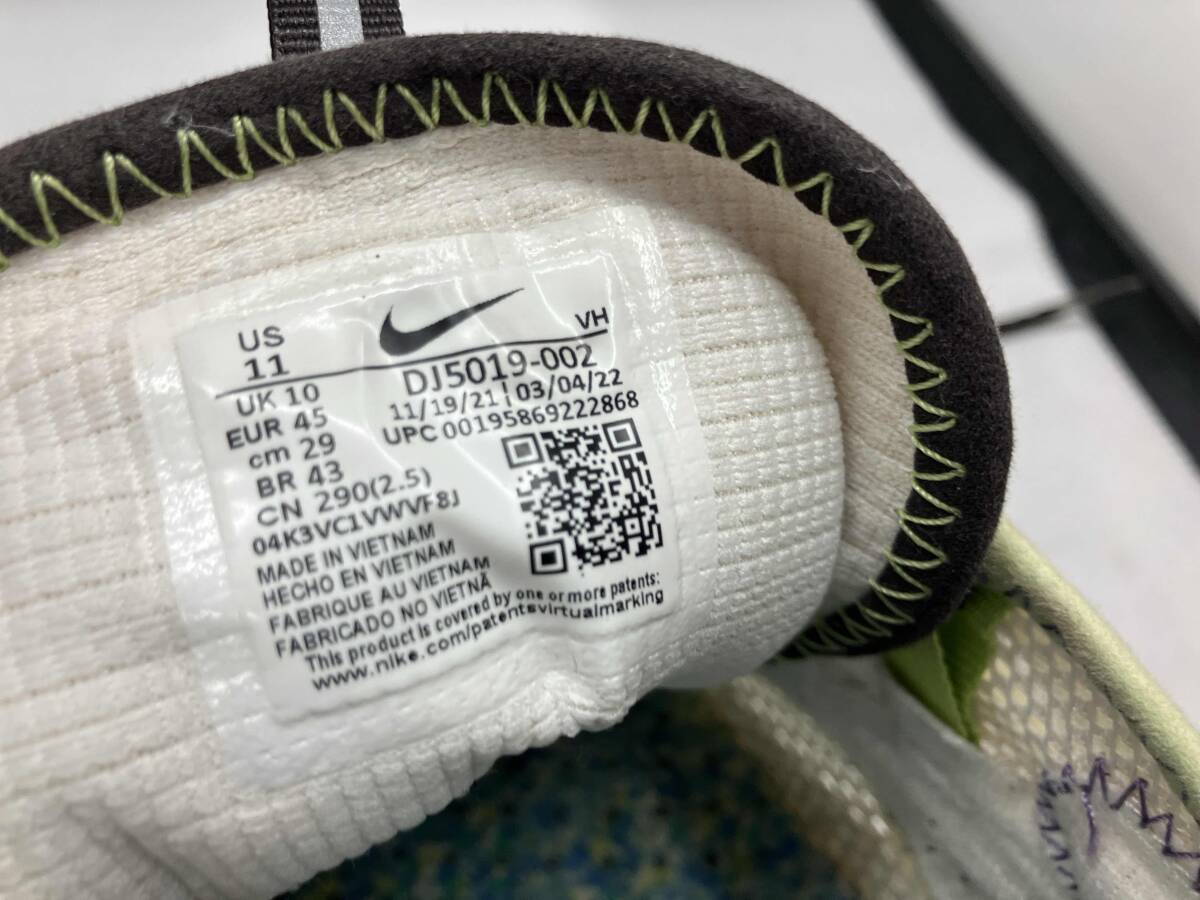 US
11
UK 10
EUR 45
cm 29
BR 43
CN 290(2.5)
04K3VC1VWVF8J
VH
DJ5019-002
11/19/21 | 03/04/22
UPC 00195869222868
MADE IN VIETNAM
HECHO EN VIETNAM
FABRIQUE AU VIETNAM
FABRICADO NO VIETNÃ
This product is covered by one or more patents:
www.nike.com/patentsvirtualmarking